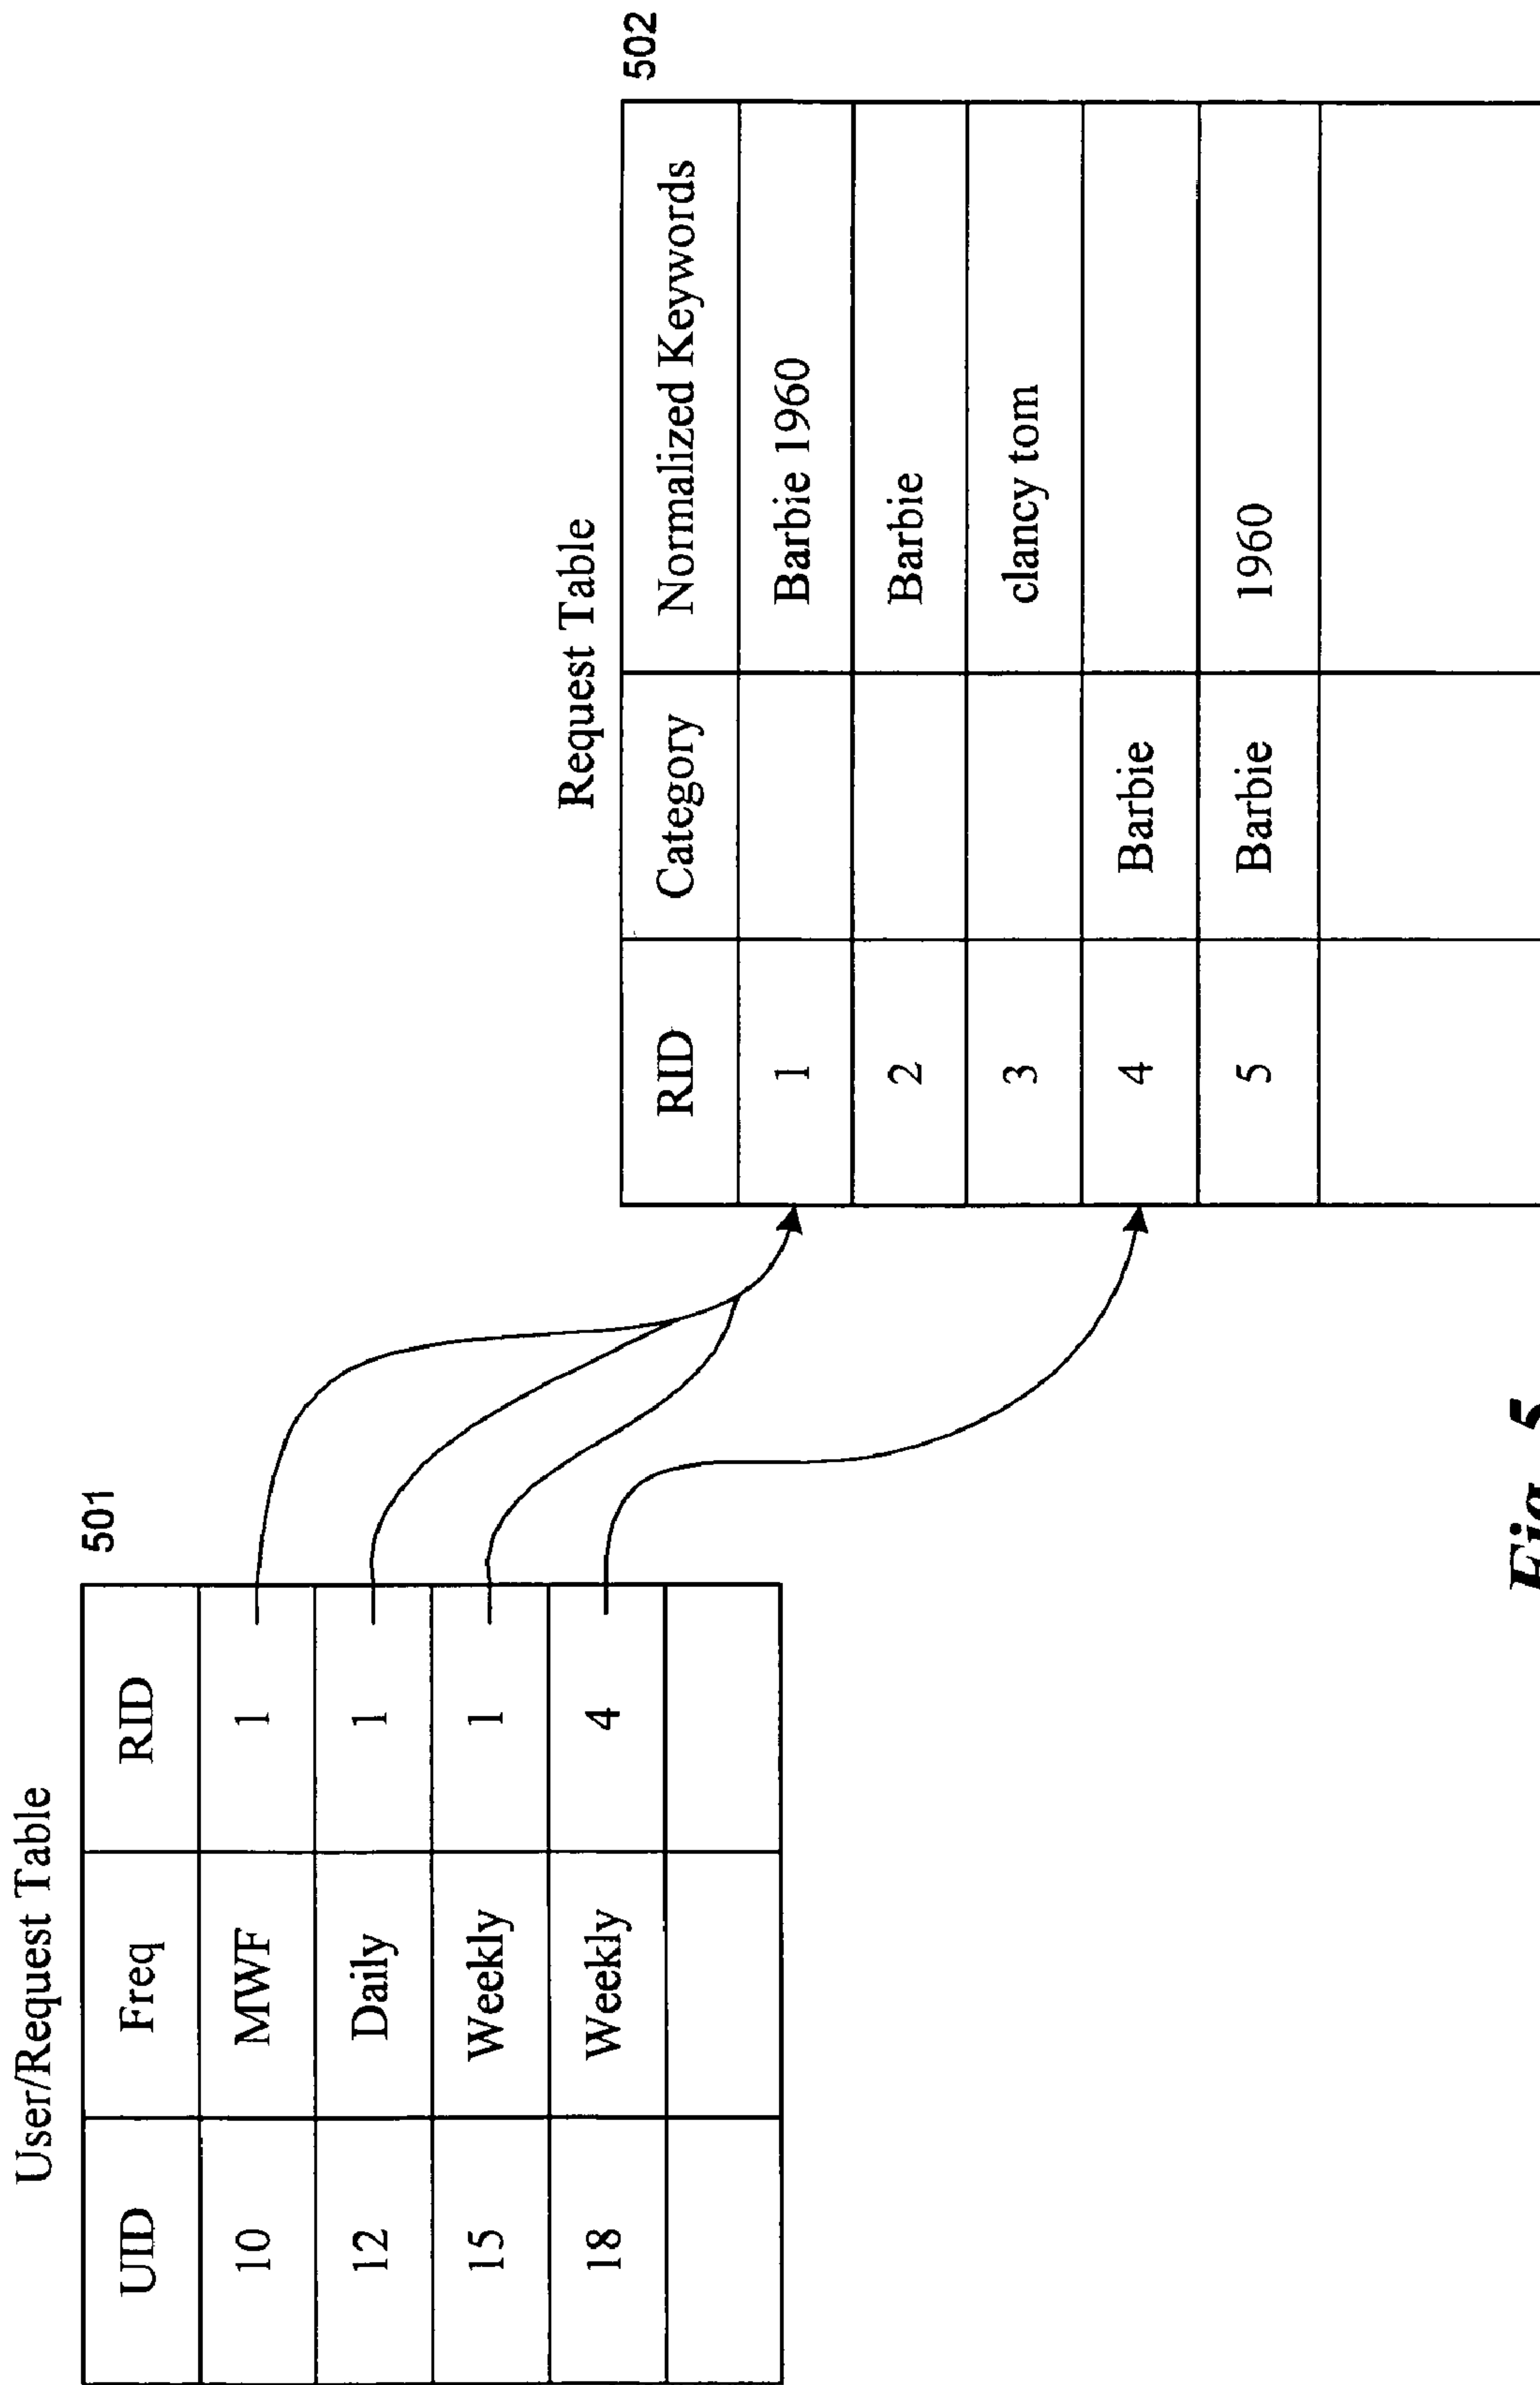 User/Request Table
501
UID Freq RID
10 MWF 1
12 Daily 1
15 Weekly 1
18 Weekly 4
Request Table
502
RID Category Normalized Keywords
1 Barbie 1960
2 Barbie
3 clancy tom
4 Barbie
5 Barbie 1960
Fig. 5